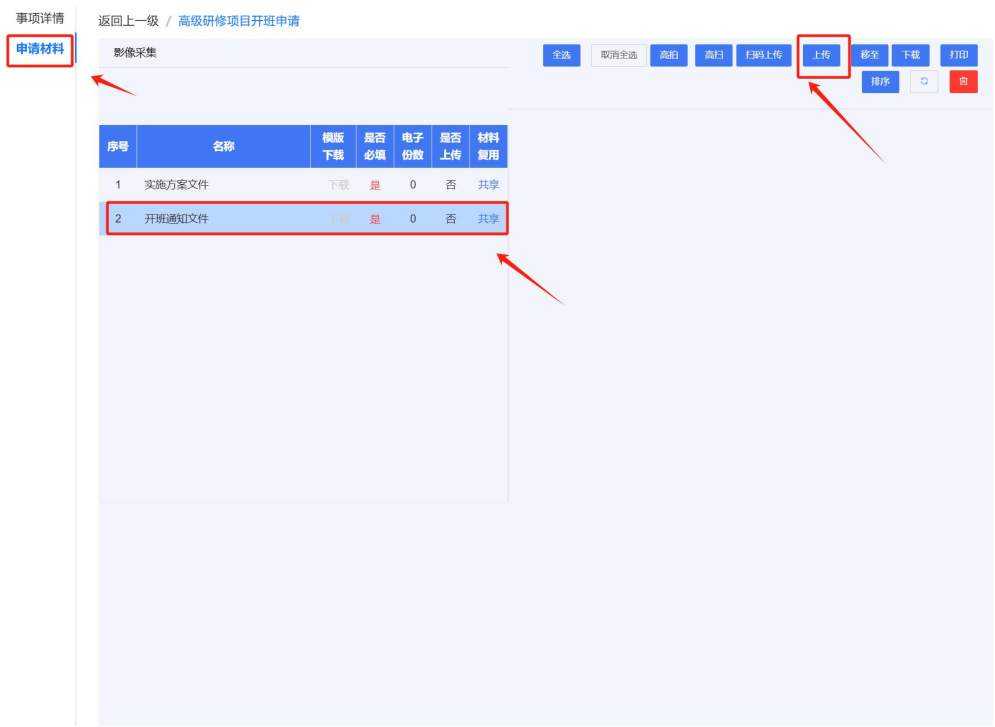 事项详情
返回上一级 / 高级研修项目开班申请
申请材料
影像采集
全选 取消全选 高拍 高扫 扫码上传 上传 移至 下载 打印
排序
序号 名称 模版下载 是否必填 电子份数 是否上传 材料复用
1 实施方案文件 下载 是 0 否 共享
2 开班通知文件 下载 是 0 否 共享